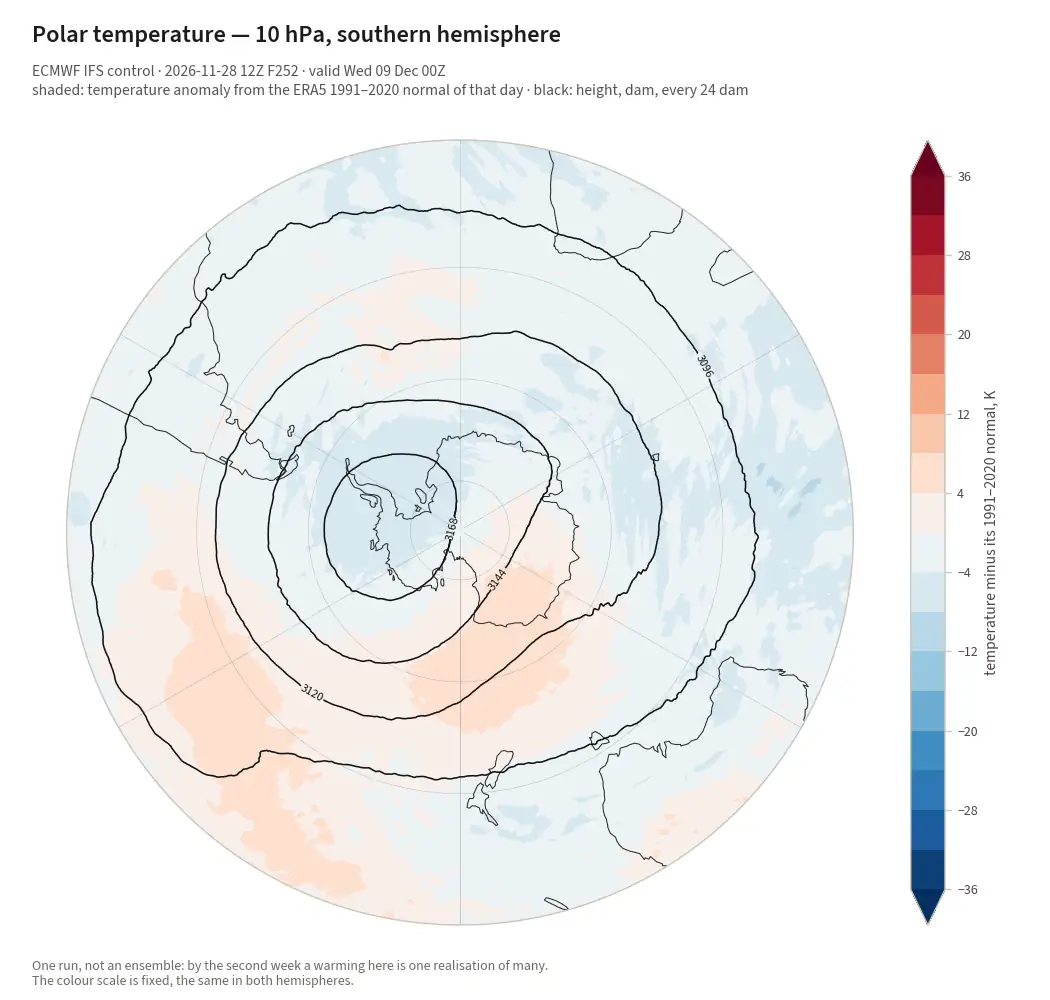 Polar temperature — 10 hPa, southern hemisphere
ECMWF IFS control · 2026-11-28 12Z F252 · valid Wed 09 Dec 00Z
shaded: temperature anomaly from the ERA5 1991–2020 normal of that day · black: height, dam, every 24 dam
36
28
20
12
4
−4
−12
−20
−28
−36
temperature minus its 1991–2020 normal, K
3096
3168
3144
3120
One run, not an ensemble: by the second week a warming here is one realisation of many.
The colour scale is fixed, the same in both hemispheres.